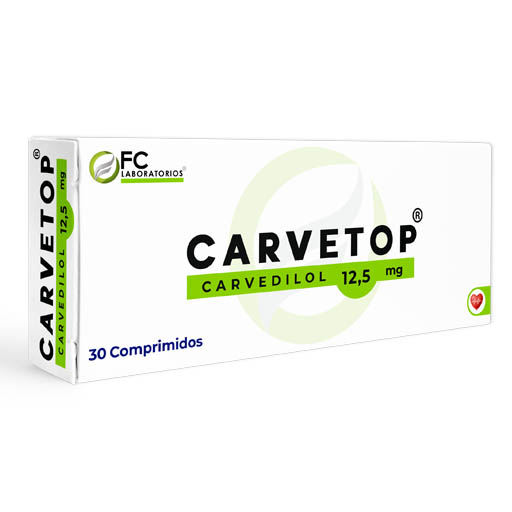 FC
LABORATORIOS®
CARVETOP®
CARVEDILOL 12,5 mg
30 Comprimidos
CARVETOP®
CARVEDILOL 12,5 mg